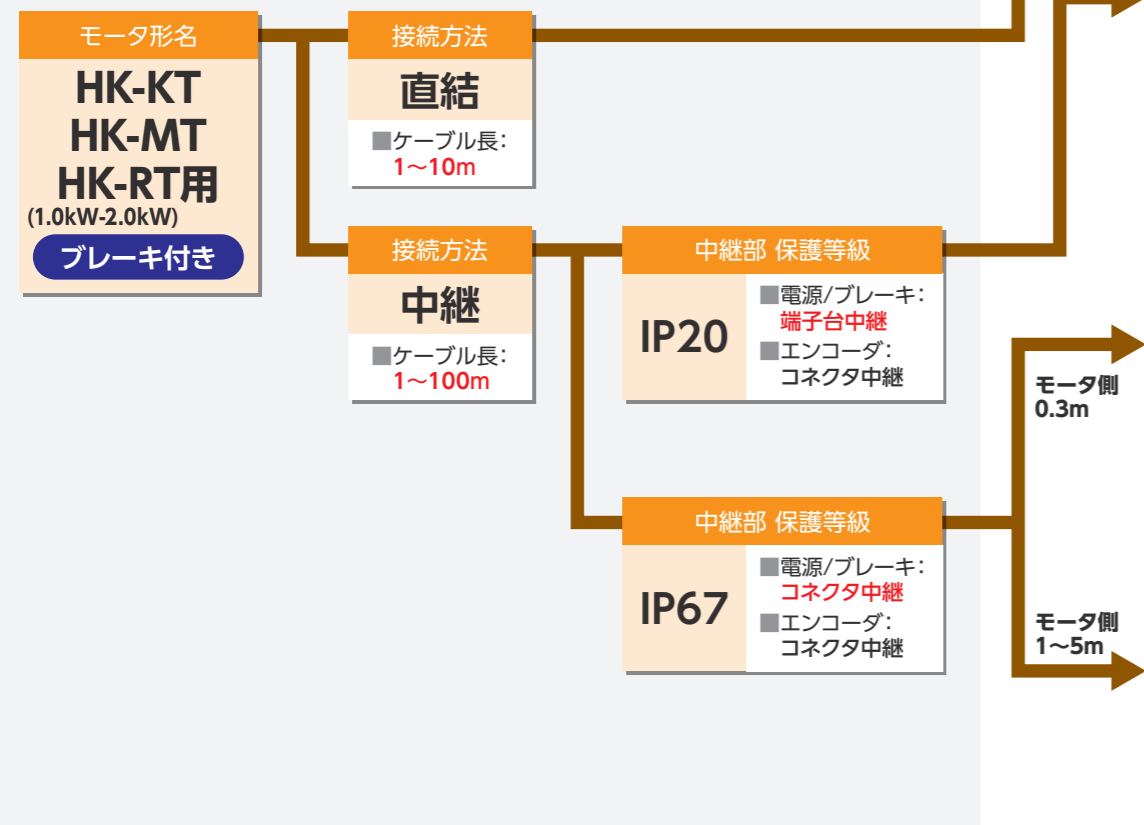 モータ形名
HK-KT
HK-MT
HK-RT用
(1.0kW-2.0kW)
ブレーキ付き
接続方法
直結
■ケーブル長：
1～10m
接続方法
中継
■ケーブル長：
1～100m
中継部 保護等級
IP20
■電源/ブレーキ：
端子台中継
■エンコーダ：
コネクタ中継
中継部 保護等級
IP67
■電源/ブレーキ：
コネクタ中継
■エンコーダ：
コネクタ中継
モータ側
0.3m
モータ側
1～5m